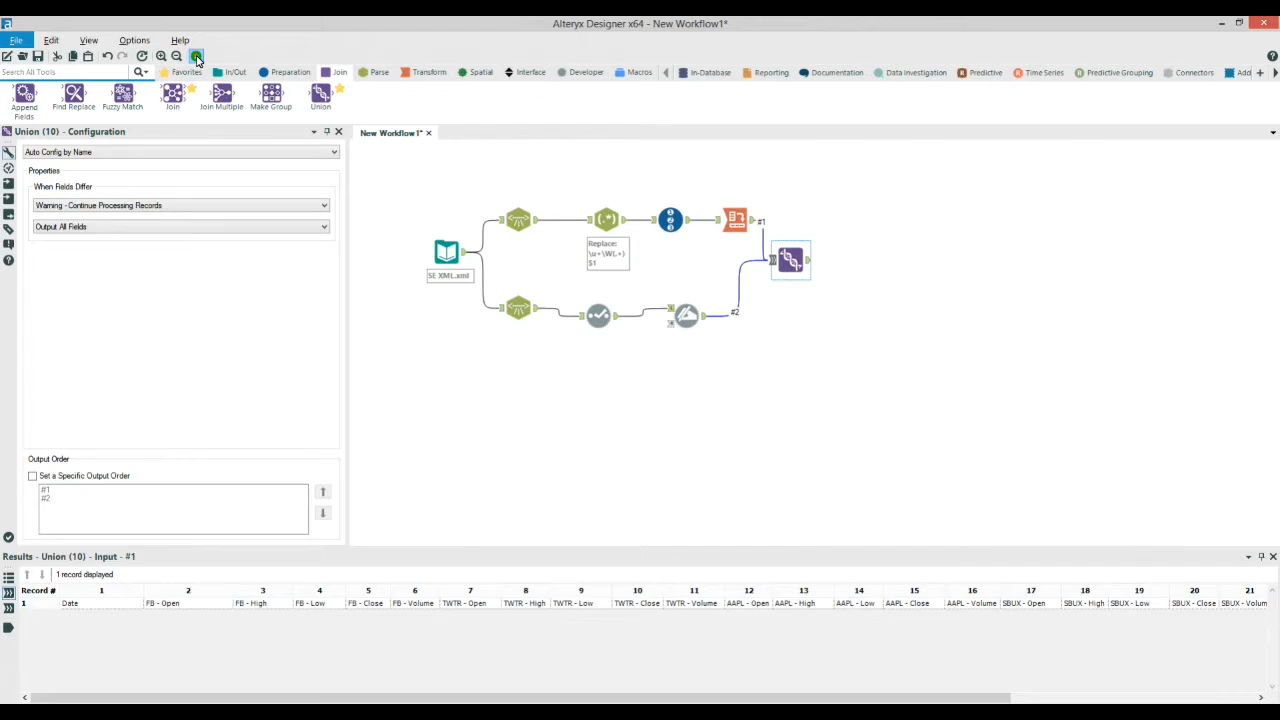 Alteryx Designer x64 - New Workflow1*
File Edit View Options Help
Search All Tools Favorites In/Out Preparation Join Parse Transform Spatial Interface Developer Macros In-Database Reporting Documentation Data Investigation Predictive Time Series Predictive Grouping Connectors Add
Append Fields Find Replace Fuzzy Match Join Join Multiple Make Group Union
Union (10) - Configuration
New Workflow1*
Auto Config by Name
Properties
When Fields Differ
Warning - Continue Processing Records
Output All Fields
#1
Replace:
\u+\W(.+)
$1
SE XML.xml
#2
Output Order
Set a Specific Output Order
#1
#2
Results - Union (10) - Input - #1
1 record displayed
Record # 1 2 3 4 5 6 7 8 9 10 11 12 13 14 15 16 17 18 19 20 21
1 Date FB - Open FB - High FB - Low FB - Close FB - Volume TWTR - Open TWTR - High TWTR - Low TWTR - Close TWTR - Volume AAPL - Open AAPL - High AAPL - Low AAPL - Close AAPL - Volume SBUX - Open SBUX - High SBUX - Low SBUX - Close SBUX - Volum